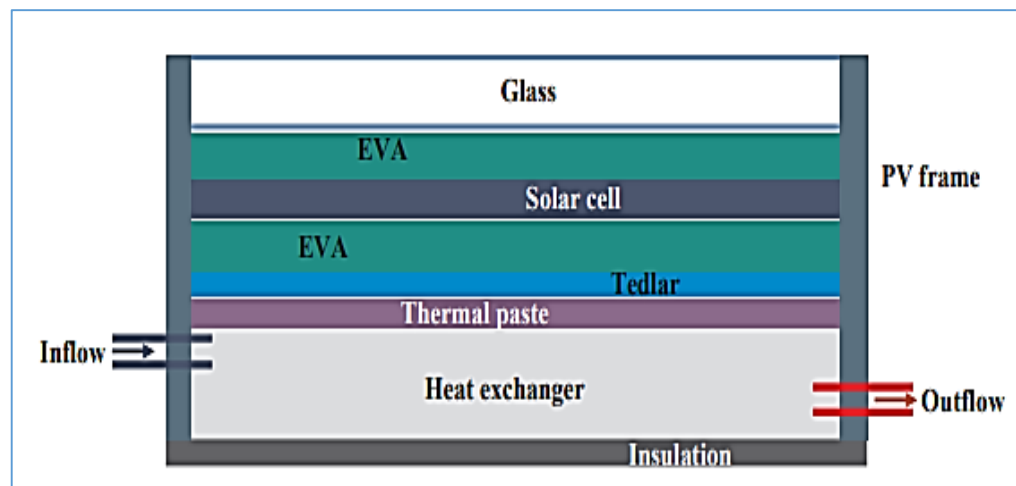 Glass
EVA
PV frame
Solar cell
EVA
Tedlar
Thermal paste
Inflow
Heat exchanger
Outflow
Insulation